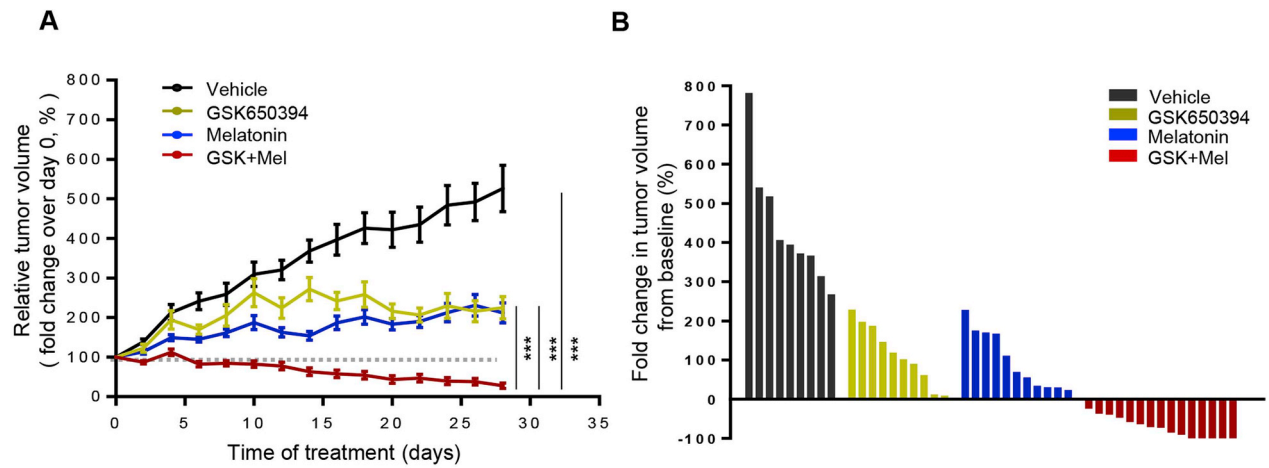 A
Relative tumor volume
( fold change over day 0, % )
800
700
600
500
400
300
200
100
0
Vehicle
GSK650394
Melatonin
GSK+Mel
***
***
***
0
5
10
15
20
25
30
35
Time of treatment (days)
B
Fold change in tumor volume
from baseline (%)
800
700
600
500
400
300
200
100
0
-100
Vehicle
GSK650394
Melatonin
GSK+Mel